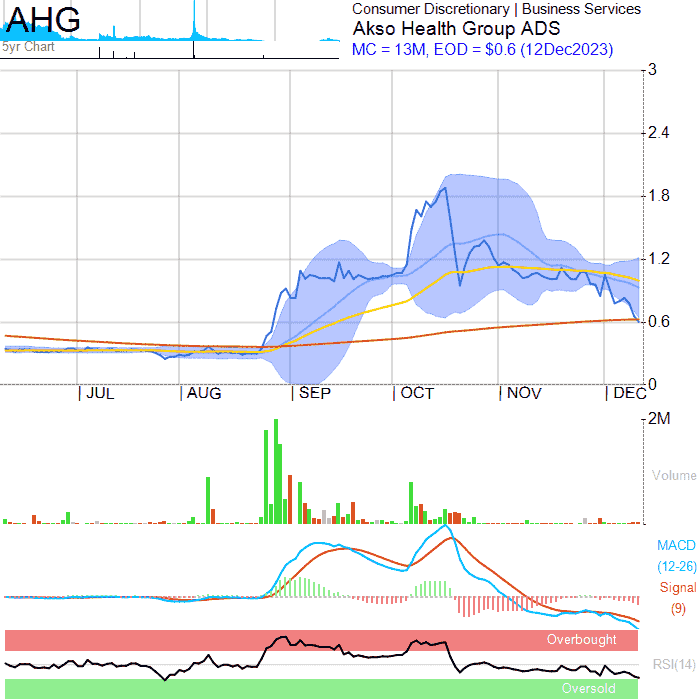 AHG
5yr Chart
Consumer Discretionary | Business Services
Akso Health Group ADS
MC = 13M, EOD = $0.6 (12Dec2023)
3
2.4
1.8
1.2
0.6
0
| JUL | AUG | SEP | OCT | NOV | DEC
2M
Volume
MACD
(12-26)
Signal
(9)
Overbought
RSI(14)
Oversold